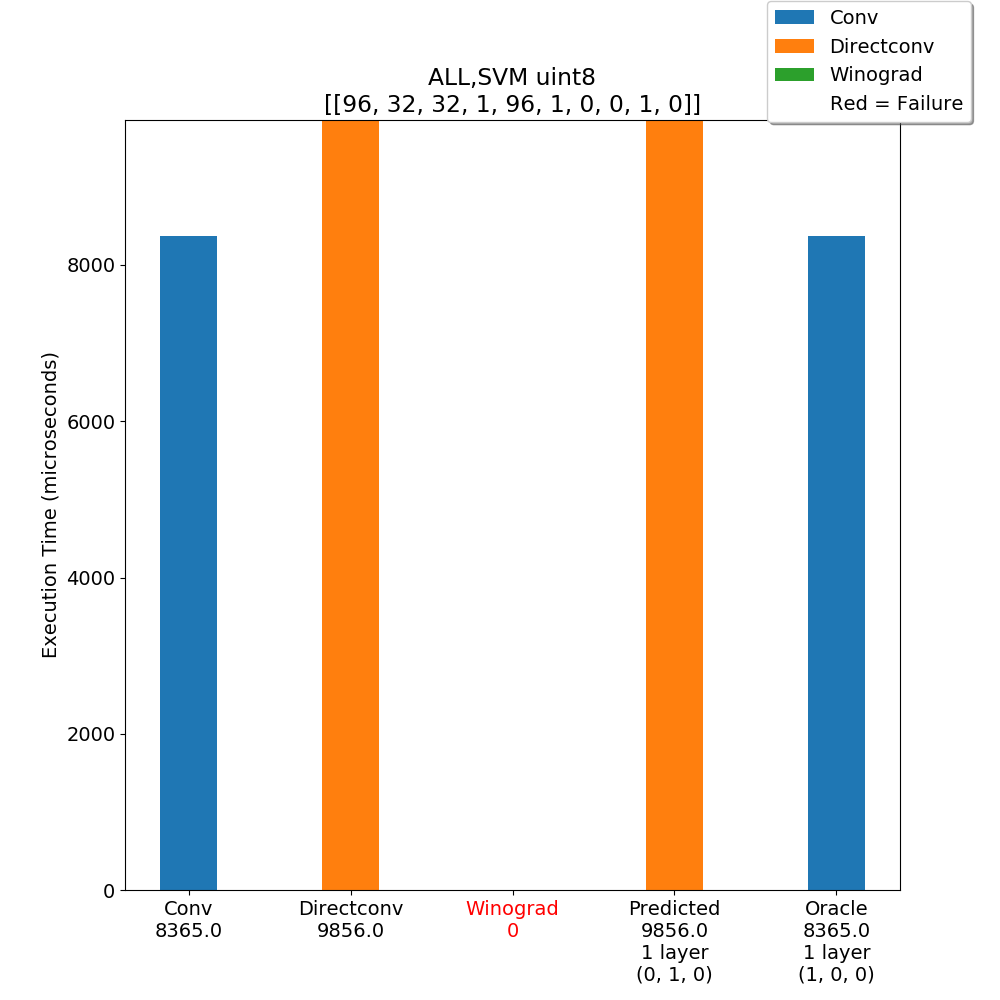 Conv
Directconv
Winograd
Red = Failure
ALL,SVM uint8
[[96, 32, 32, 1, 96, 1, 0, 0, 1, 0]]
Execution Time (microseconds)
8000
6000
4000
2000
0
Conv
8365.0
Directconv
9856.0
Winograd
0
Predicted
9856.0
1 layer
(0, 1, 0)
Oracle
8365.0
1 layer
(1, 0, 0)